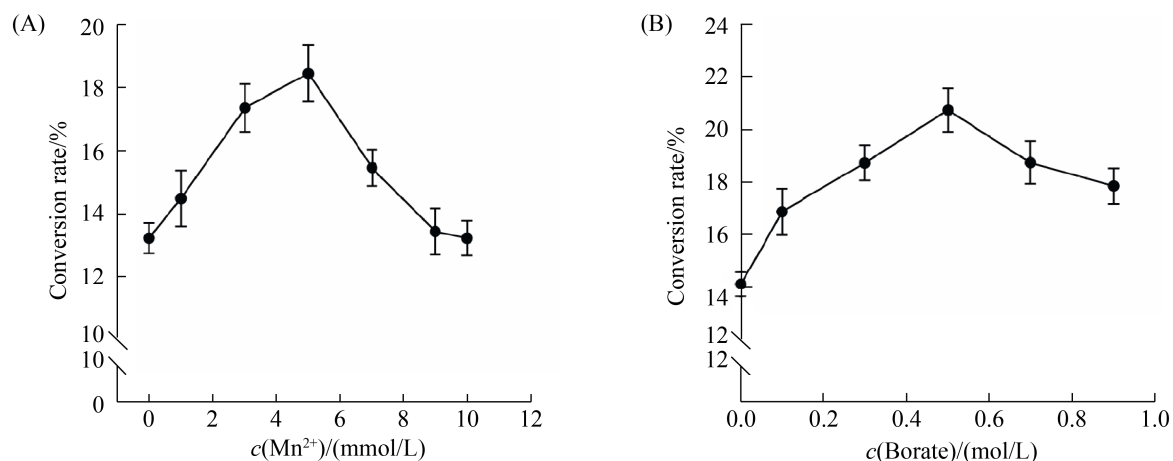 (A)
Conversion rate/%
20
18
16
14
12
10
10
0
0 2 4 6 8 10 12
c(Mn²⁺)/(mmol/L)
(B)
Conversion rate/%
24
22
20
18
16
14
12
12
0.0 0.2 0.4 0.6 0.8 1.0
c(Borate)/(mol/L)